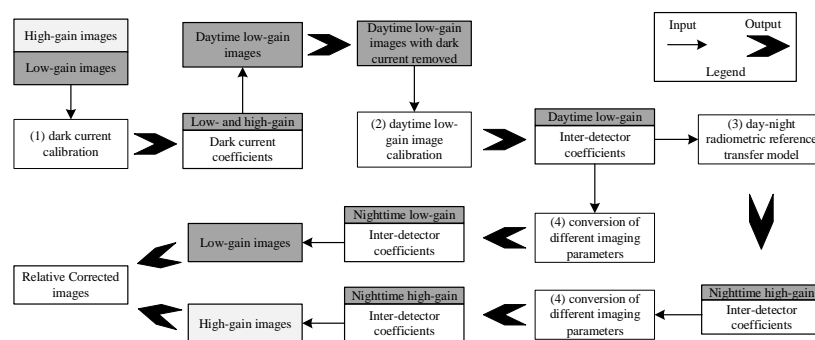 High-gain images
Low-gain images
(1) dark current
calibration
Low- and high-gain
Dark current
coefficients
Daytime low-gain
images
Daytime low-gain
images with dark
current removed
(2) daytime low-
gain image
calibration
Daytime low-gain
Inter-detector
coefficients
(3) day-night
radiometric reference
transfer model
Input
Output
Legend
Nighttime low-gain
Inter-detector
coefficients
(4) conversion of
different imaging
parameters
Low-gain images
Relative Corrected
images
High-gain images
Nighttime high-gain
Inter-detector
coefficients
(4) conversion of
different imaging
parameters
Nighttime high-gain
Inter-detector
coefficients